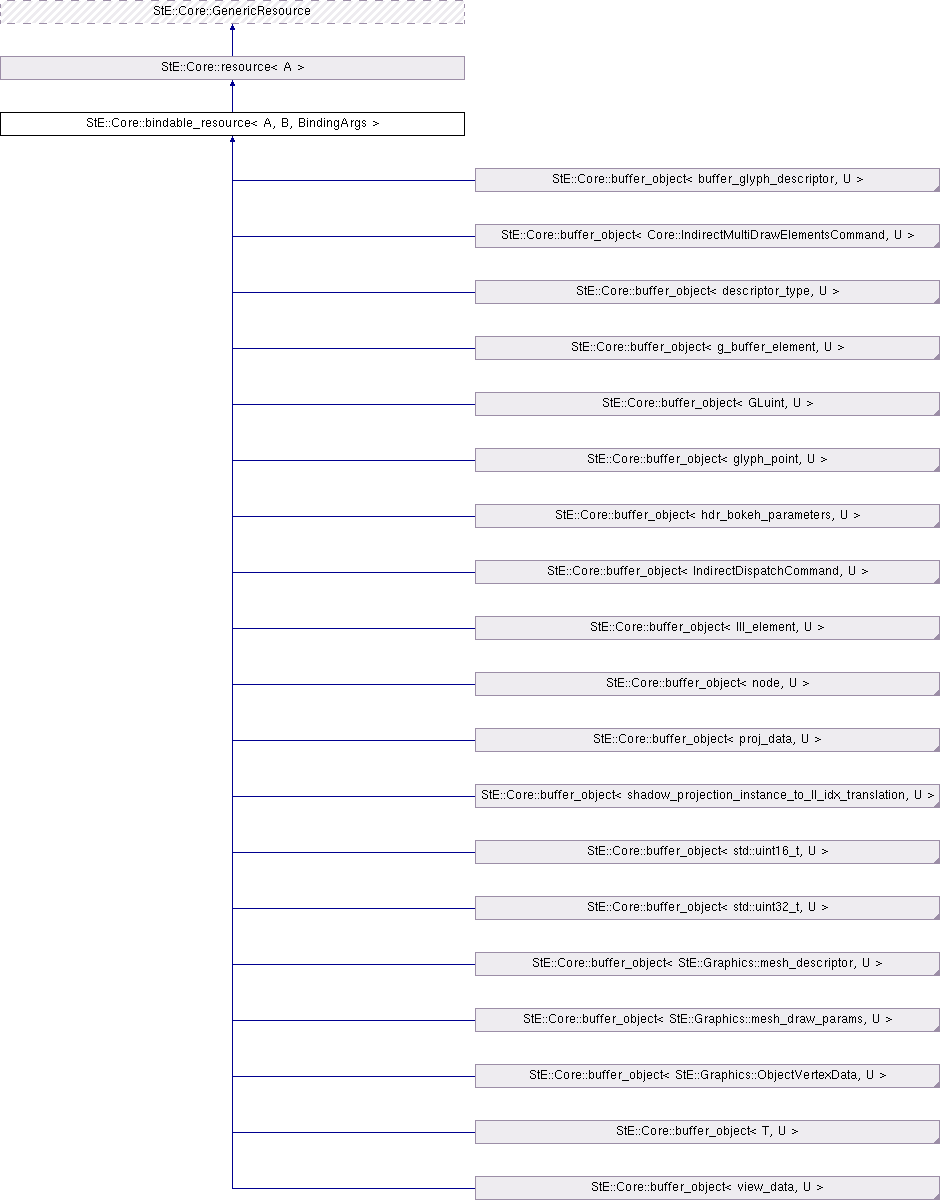 StE::Core::GenericResource
StE::Core::resource< A >
StE::Core::bindable_resource< A, B, BindingArgs >
StE::Core::buffer_object< buffer_glyph_descriptor, U >
StE::Core::buffer_object< Core::IndirectMultiDrawElementsCommand, U >
StE::Core::buffer_object< descriptor_type, U >
StE::Core::buffer_object< g_buffer_element, U >
StE::Core::buffer_object< GLuint, U >
StE::Core::buffer_object< glyph_point, U >
StE::Core::buffer_object< hdr_bokeh_parameters, U >
StE::Core::buffer_object< IndirectDispatchCommand, U >
StE::Core::buffer_object< lll_element, U >
StE::Core::buffer_object< node, U >
StE::Core::buffer_object< proj_data, U >
StE::Core::buffer_object< shadow_projection_instance_to_ll_idx_translation, U >
StE::Core::buffer_object< std::uint16_t, U >
StE::Core::buffer_object< std::uint32_t, U >
StE::Core::buffer_object< StE::Graphics::mesh_descriptor, U >
StE::Core::buffer_object< StE::Graphics::mesh_draw_params, U >
StE::Core::buffer_object< StE::Graphics::ObjectVertexData, U >
StE::Core::buffer_object< T, U >
StE::Core::buffer_object< view_data, U >